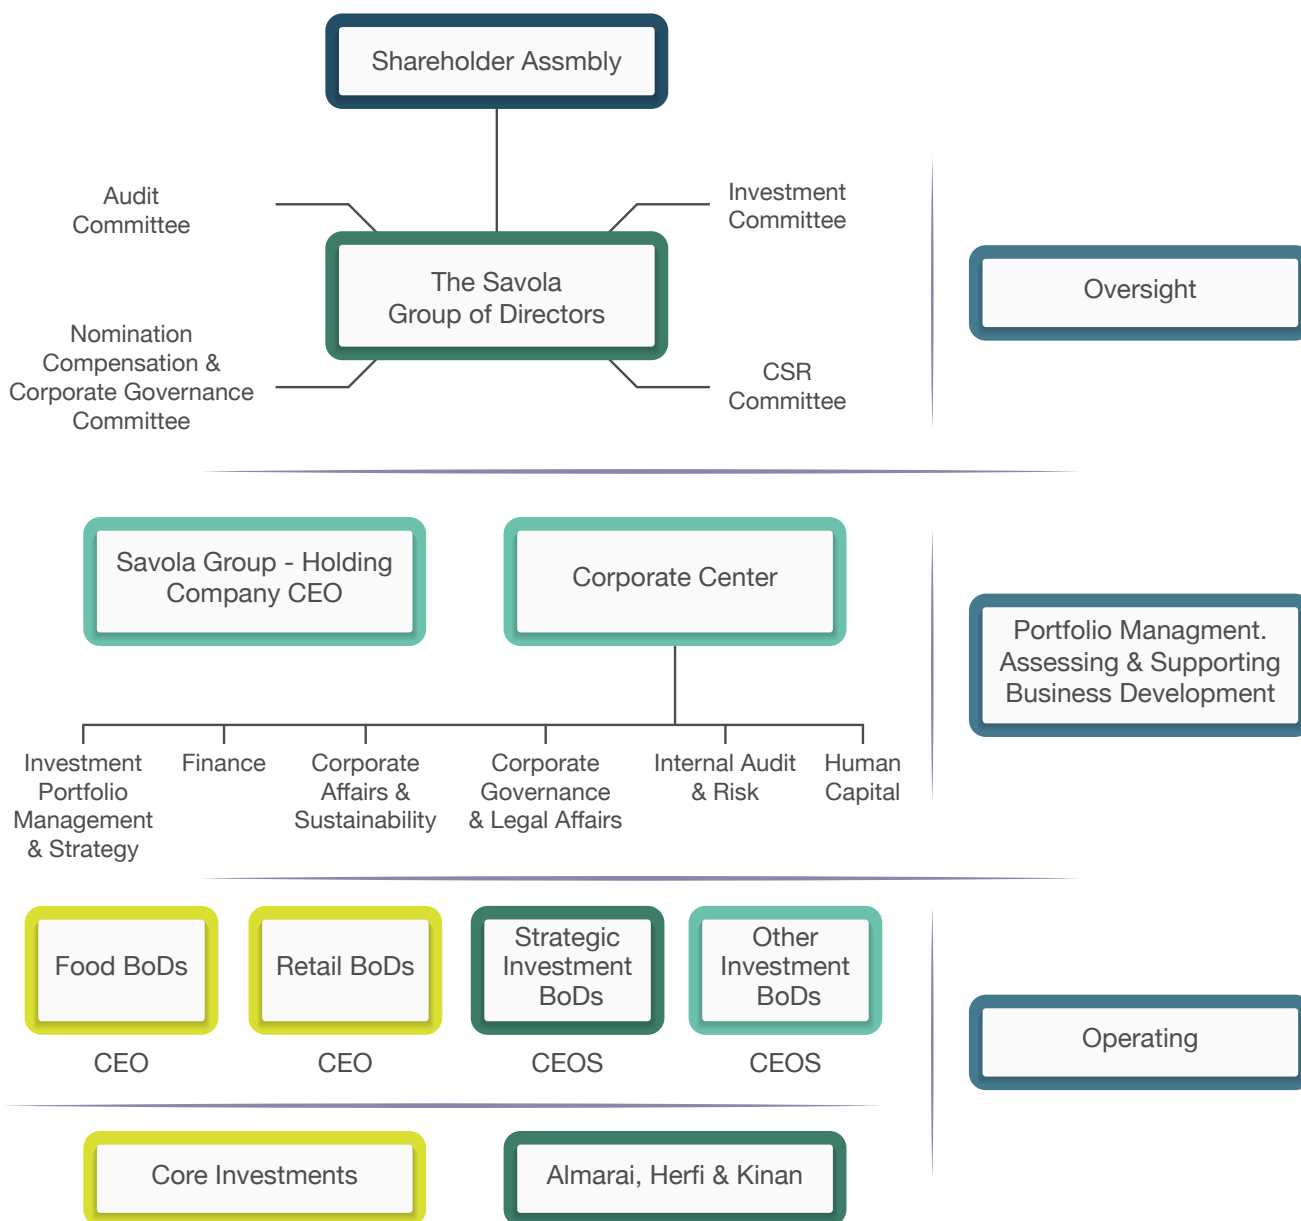 Shareholder Assmbly
Audit
Committee
Investment
Committee
The Savola
Group of Directors
Oversight
Nomination
Compensation &
Corporate Governance
Committee
CSR
Committee
Savola Group - Holding
Company CEO
Corporate Center
Portfolio Managment.
Assessing & Supporting
Business Development
Investment
Portfolio
Management
& Strategy
Finance
Corporate
Affairs &
Sustainability
Corporate
Governance
& Legal Affairs
Internal Audit
& Risk
Human
Capital
Food BoDs
Retail BoDs
Strategic
Investment
BoDs
Other
Investment
BoDs
CEO
CEO
CEOS
CEOS
Operating
Core Investments
Almarai, Herfi & Kinan